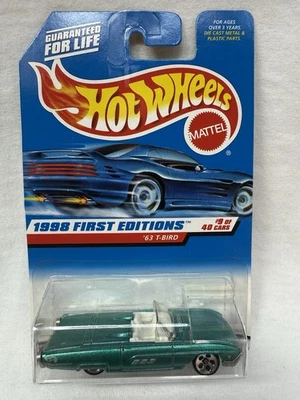 GUARANTEED
FOR LIFE
FOR AGES
OVER 3 YEARS
DIE CAST METAL &
PLASTIC PARTS.
Hot Wheels
MATTEL
1998 FIRST EDITIONS™
#9 OF
40 CARS
'63 T-BIRD